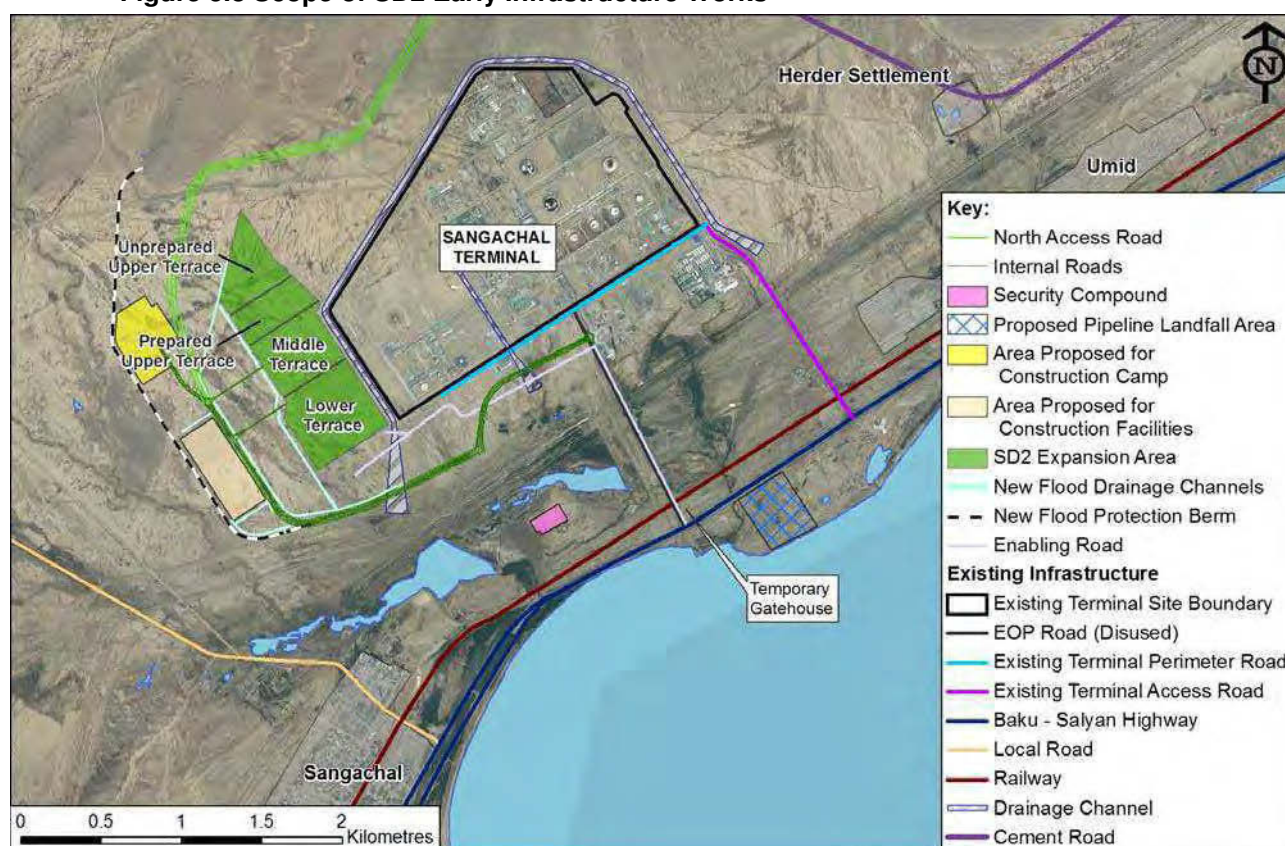 Scope of SD2 Early Infrastructure Works
Herder Settlement
N
Umid
SANGACHAL
TERMINAL
Unprepared
Upper Terrace
Prepared
Upper Terrace
Middle
Terrace
Lower
Terrace
Temporary
Gatehouse
Sangachal
0 0.5 1 1.5 2
Kilometres
Key:
North Access Road
Internal Roads
Security Compound
Proposed Pipeline Landfall Area
Area Proposed for
Construction Camp
Area Proposed for
Construction Facilities
SD2 Expansion Area
New Flood Drainage Channels
New Flood Protection Berm
Enabling Road
Existing Infrastructure
Existing Terminal Site Boundary
EOP Road (Disused)
Existing Terminal Perimeter Road
Existing Terminal Access Road
Baku - Salyan Highway
Local Road
Railway
Drainage Channel
Cement Road